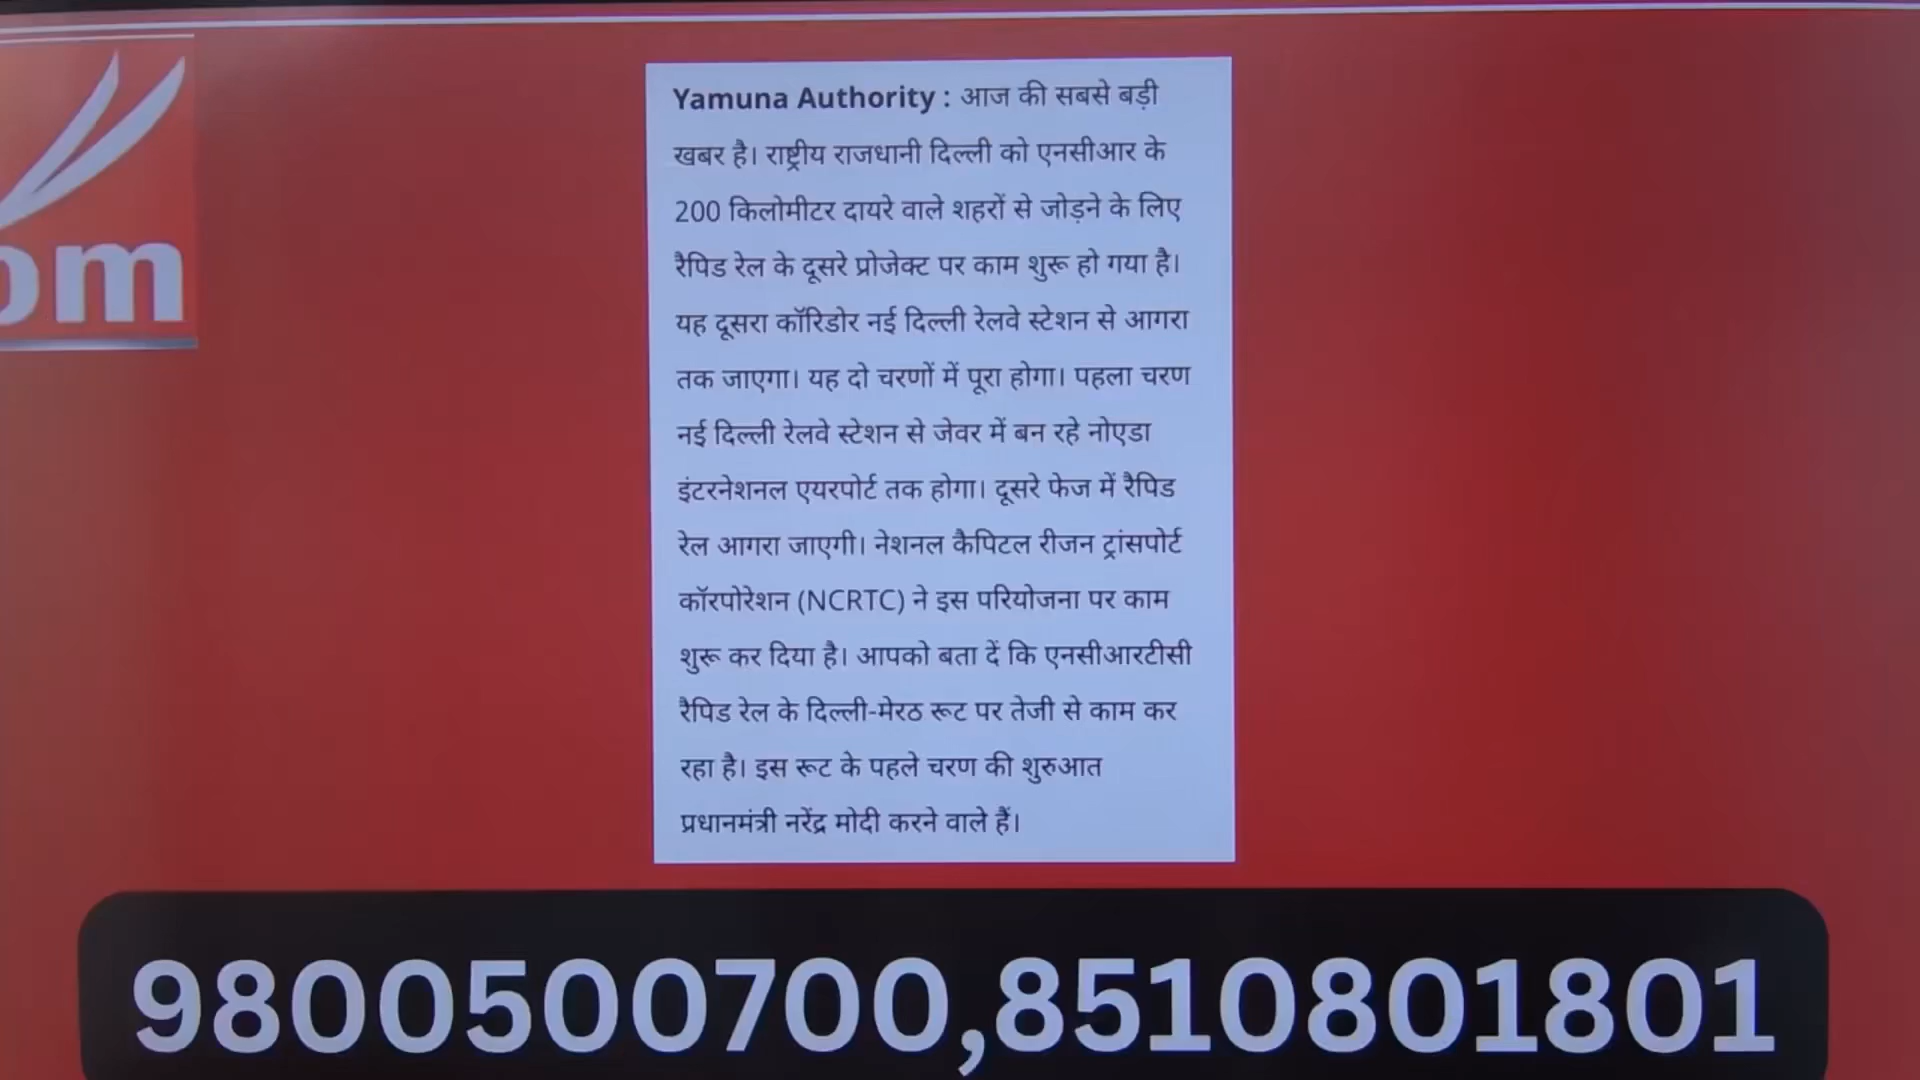 om
Yamuna Authority : आज की सबसे बड़ी
खबर है। राष्ट्रीय राजधानी दिल्ली को एनसीआर के
200 किलोमीटर दायरे वाले शहरों से जोड़ने के लिए
रैपिड रेल के दूसरे प्रोजेक्ट पर काम शुरू हो गया है।
यह दूसरा कॉरिडोर नई दिल्ली रेलवे स्टेशन से आगरा
तक जाएगा। यह दो चरणों में पूरा होगा। पहला चरण
नई दिल्ली रेलवे स्टेशन से जेवर में बन रहे नोएडा
इंटरनेशनल एयरपोर्ट तक होगा। दूसरे फेज में रैपिड
रेल आगरा जाएगी। नेशनल कैपिटल रीजन ट्रांसपोर्ट
कॉरपोरेशन (NCRTC) ने इस परियोजना पर काम
शुरू कर दिया है। आपको बता दें कि एनसीआरटीसी
रैपिड रेल के दिल्ली-मेरठ रूट पर तेजी से काम कर
रहा है। इस रूट के पहले चरण की शुरुआत
प्रधानमंत्री नरेंद्र मोदी करने वाले हैं।
9800500700,8510801801